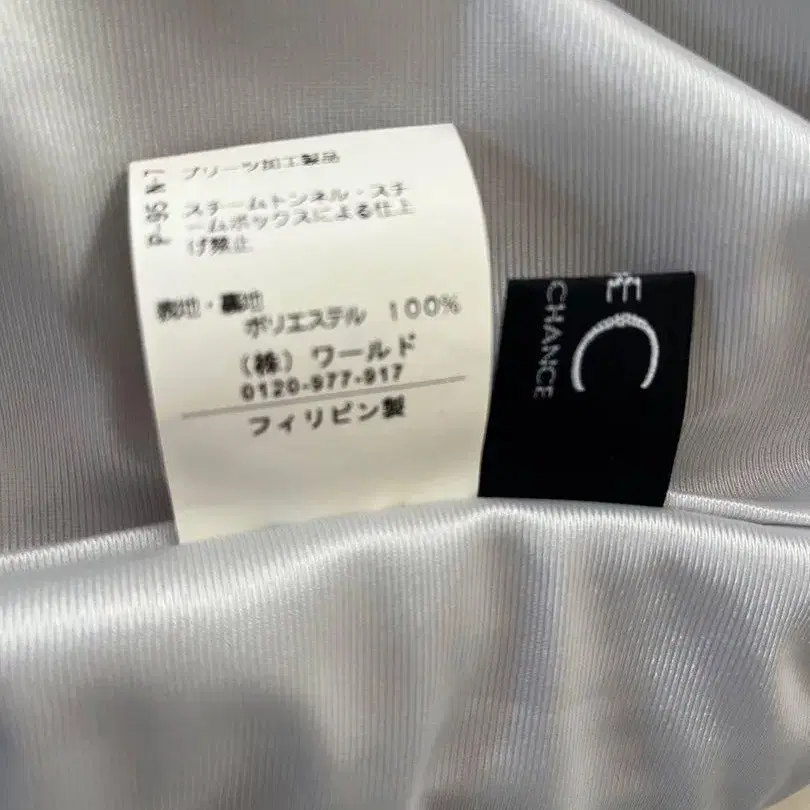 P-95 N-7
プリーツ加工製品
スチームトンネル・スチ
ームボックスによる仕上
げ禁止
表地・裏地
ポリエステル 100%
(株) ワールド
0120-977-917
フィリピン製
C
CHANCE